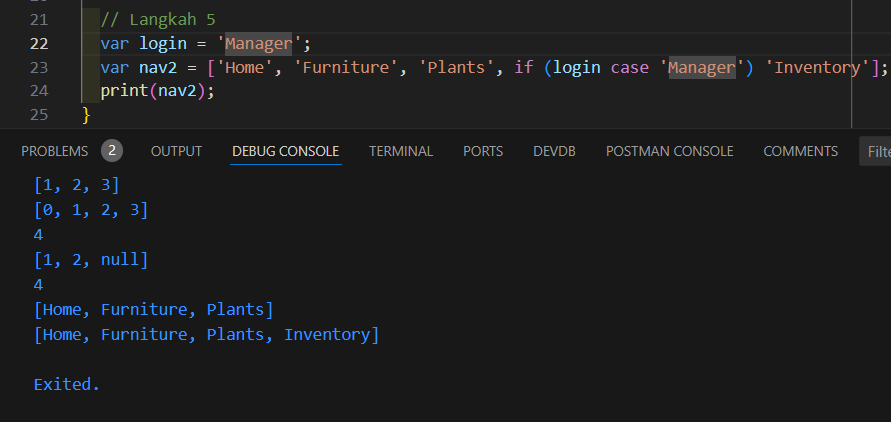 21 // Langkah 5
22 var login = 'Manager';
23 var nav2 = ['Home', 'Furniture', 'Plants', if (login case 'Manager') 'Inventory'];
24 print(nav2);
25 }
PROBLEMS 2 OUTPUT DEBUG CONSOLE TERMINAL PORTS DEVDB POSTMAN CONSOLE COMMENTS Filte
[1, 2, 3]
[0, 1, 2, 3]
4
[1, 2, null]
4
[Home, Furniture, Plants]
[Home, Furniture, Plants, Inventory]
Exited.